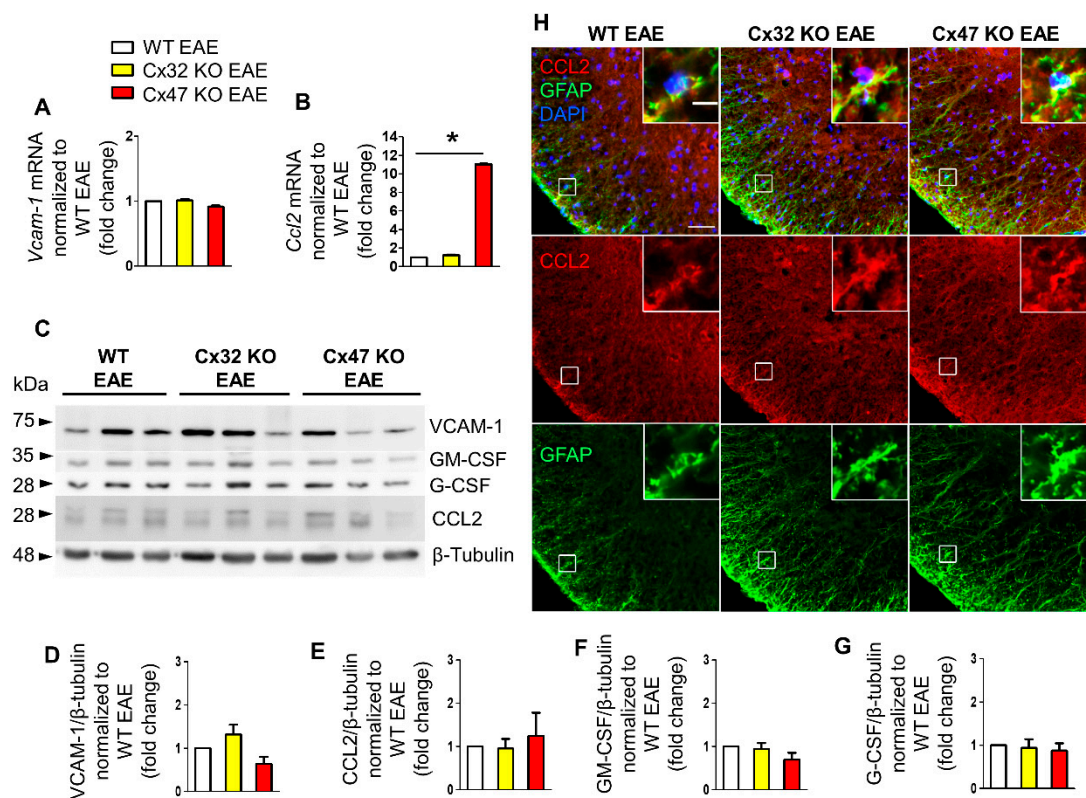 WT EAE
Cx32 KO EAE
Cx47 KO EAE
A
Vcam-1 mRNA
normalized to
WT EAE
(fold change)
2
1
0
B
Ccl2 mRNA
normalized to
WT EAE
(fold change)
14
12
10
8
6
4
2
0
*
C
WT
EAE
Cx32 KO
EAE
Cx47 KO
EAE
kDa
75
35
28
28
48
VCAM-1
GM-CSF
G-CSF
CCL2
β-Tubulin
D
VCAM-1/β-tubulin
normalized to
WT EAE
(fold change)
3
2
1
0
E
CCL2/β-tubulin
normalized to
WT EAE
(fold change)
3
2
1
0
F
GM-CSF/β-tubulin
normalized to
WT EAE
(fold change)
3
2
1
0
G
G-CSF/β-tubulin
normalized to
WT EAE
(fold change)
3
2
1
0
H
WT EAE
Cx32 KO EAE
Cx47 KO EAE
CCL2
GFAP
DAPI
CCL2
GFAP